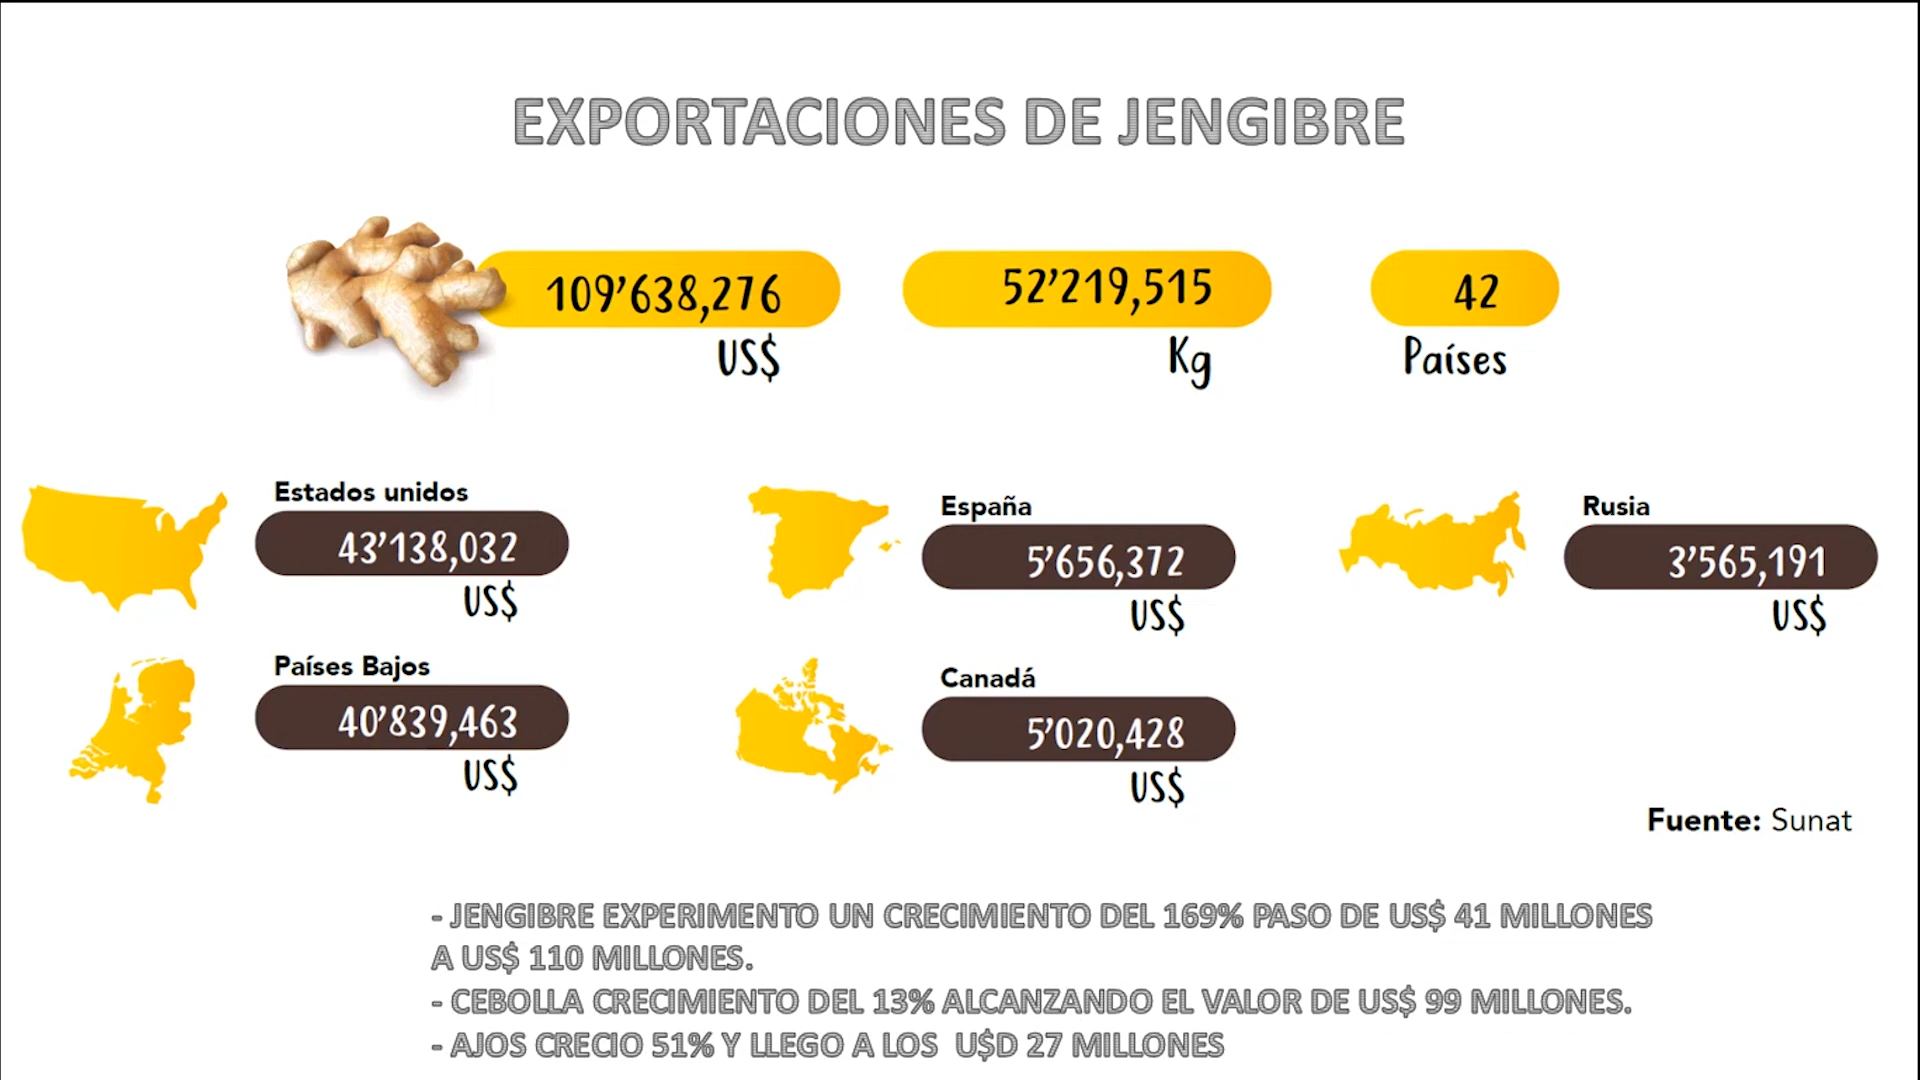 EXPORTACIONES DE JENGIBRE
109’638,276
US$
52’219,515
Kg
42
Países
Estados unidos
43’138,032
US$
España
5’656,372
US$
Rusia
3’565,191
US$
Países Bajos
40’839,463
US$
Canadá
5’020,428
US$
Fuente: Sunat
- JENGIBRE EXPERIMENTO UN CRECIMIENTO DEL 169% PASO DE US$ 41 MILLONES
A US$ 110 MILLONES.
- CEBOLLA CRECIMIENTO DEL 13% ALCANZANDO EL VALOR DE US$ 99 MILLONES.
- AJOS CRECIO 51% Y LLEGO A LOS U$D 27 MILLONES